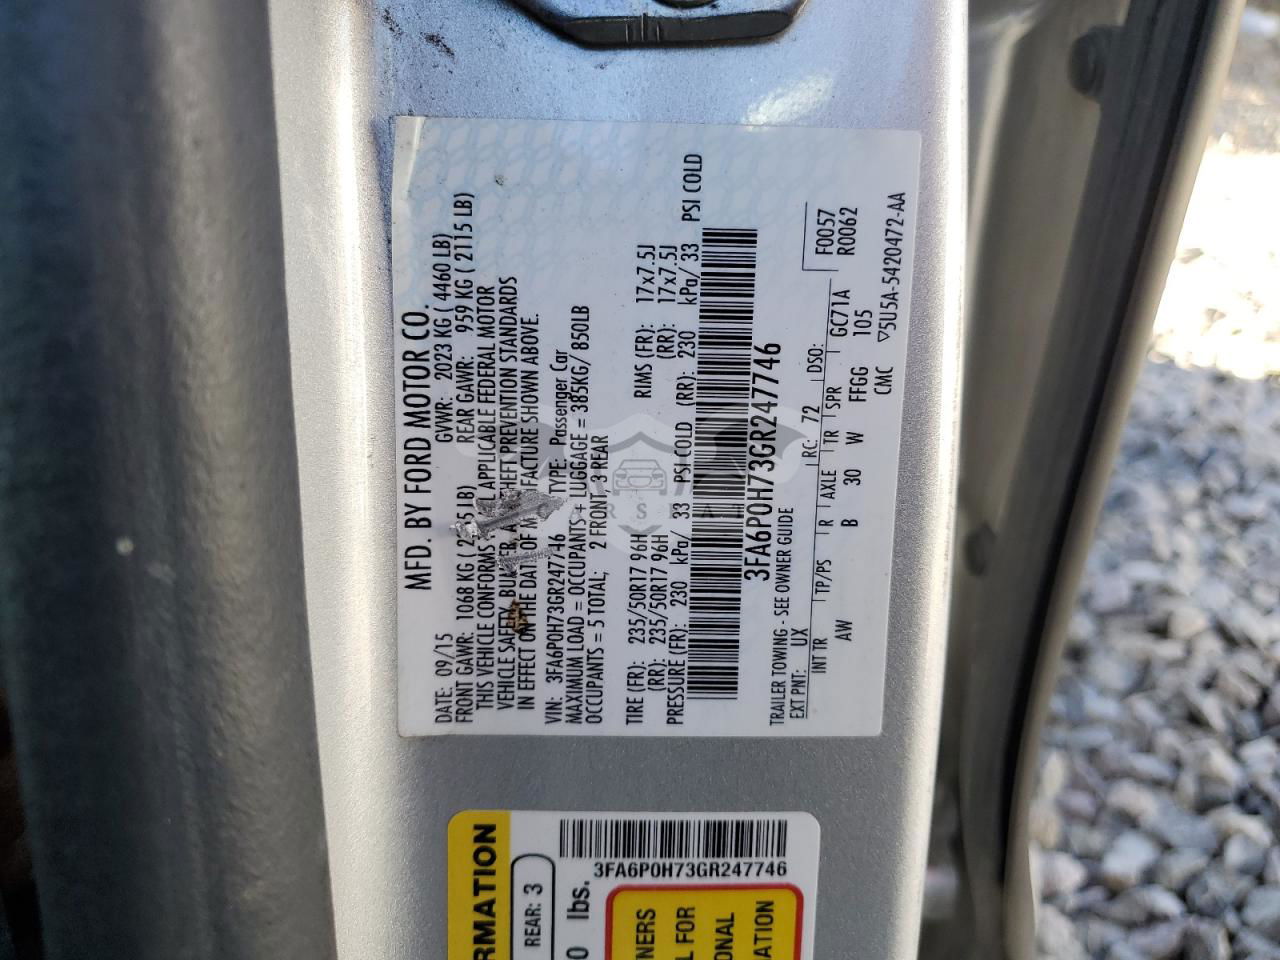 MFD. BY FORD MOTOR CO.
DATE: 09/15 GVWR: 2023 KG ( 4460 LB)
FRONT GAWR: 1068 KG ( LB) REAR GAWR: 959 KG ( 2115 LB)
THIS VEHICLE CONFORMS APPLICABLE FEDERAL MOTOR
VEHICLE SAFETY, THEFT PREVENTION STANDARDS
IN EFFECT ON THE DATE OF SHOWN ABOVE.
VIN: 3FA6P0H73GR247746 TYPE: Passenger Car
MAXIMUM LOAD = OCCUPANTS + LUGGAGE = 385KG/ 850LB
OCCUPANTS = 5 TOTAL; 2 FRONT, 3 REAR
TIRE (FR): 235/50R17 96H RIMS (FR): 17x7.5J
(RR): 235/50R17 96H (RR): 17x7.5J
PRESSURE (FR): 230 kPa/ 33 PSI COLD (RR): 230 kPa/ 33 PSI COLD
3FA6P0H73GR247746
TRAILER TOWING - SEE OWNER GUIDE
EXT PNT: UX RC: 72 DSO: F0057
R0062
INT TR TP/PS R AXLE TR SPR GC71A
AW B 30 W FFGG 105
CMC ▽5U5A-5420472-AA
CARSFAX
RMATION
REAR: 3
0 lbs.
3FA6P0H73GR247746
NERS
L FOR
ONAL
ATION